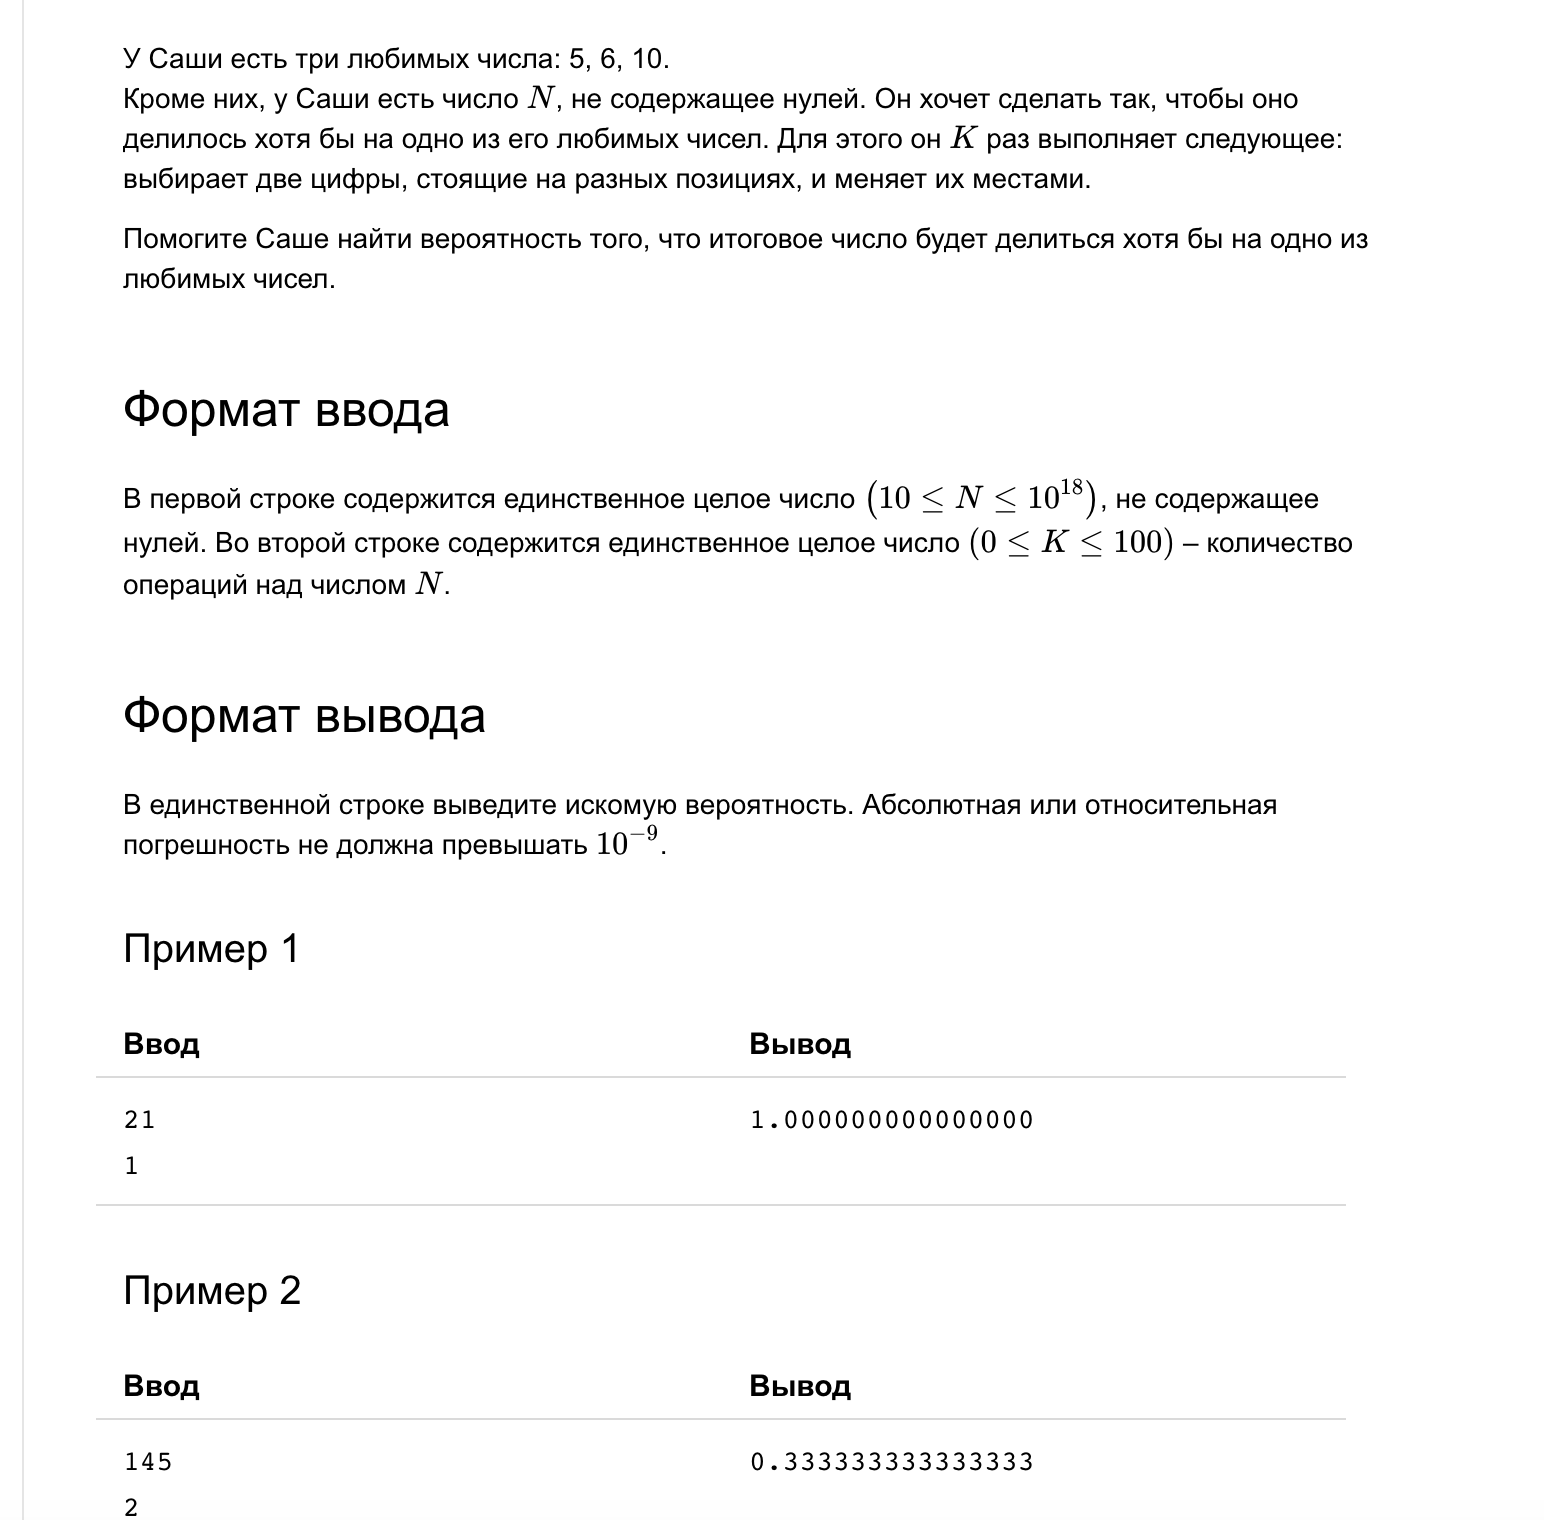 У Саши есть три любимых числа: 5, 6, 10.
Кроме них, у Саши есть число N, не содержащее нулей. Он хочет сделать так, чтобы оно
делилось хотя бы на одно из его любимых чисел. Для этого он K раз выполняет следующее:
выбирает две цифры, стоящие на разных позициях, и меняет их местами.
Помогите Саше найти вероятность того, что итоговое число будет делиться хотя бы на одно из
любимых чисел.
Формат ввода
В первой строке содержится единственное целое число (10 ≤ N ≤ 10^18), не содержащее
нулей. Во второй строке содержится единственное целое число (0 ≤ K ≤ 100) – количество
операций над числом N.
Формат вывода
В единственной строке выведите искомую вероятность. Абсолютная или относительная
погрешность не должна превышать 10^−9.
Пример 1
Ввод Вывод
21 1.000000000000000
1
Пример 2
Ввод Вывод
145 0.333333333333333
2